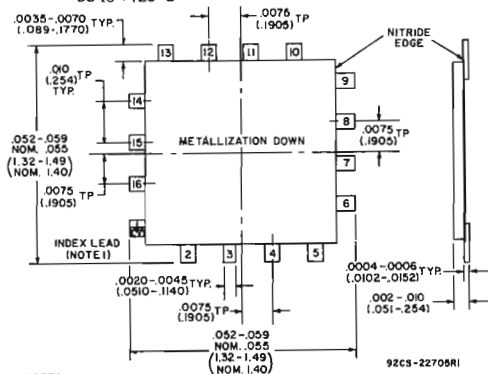 .0035-.0070 TYP.
(.089-.1770)
.0075 TP
(.1905)
NITRIDE
EDGE
13
12
11
10
9
.010 TP
(.254)
TYP.
14
8
.0075 TP
(.1905)
.052-.059
NOM. .055
(1.32-1.49)
(NOM. 1.40)
15
METALLIZATION DOWN
7
16
.0075 TP
(.1905)
6
INDEX LEAD
(NOTE 1)
2
3
4
5
.0004-.0006 TYP.
(.0102-.0152)
.0020-.0045 TYP.
(.0510-.1140)
.002-.010
(.051-.254)
.0075 TP
(.1905)
.052-.059
NOM. .055
(1.32-1.49)
(NOM. 1.40)
92CS-22706R1